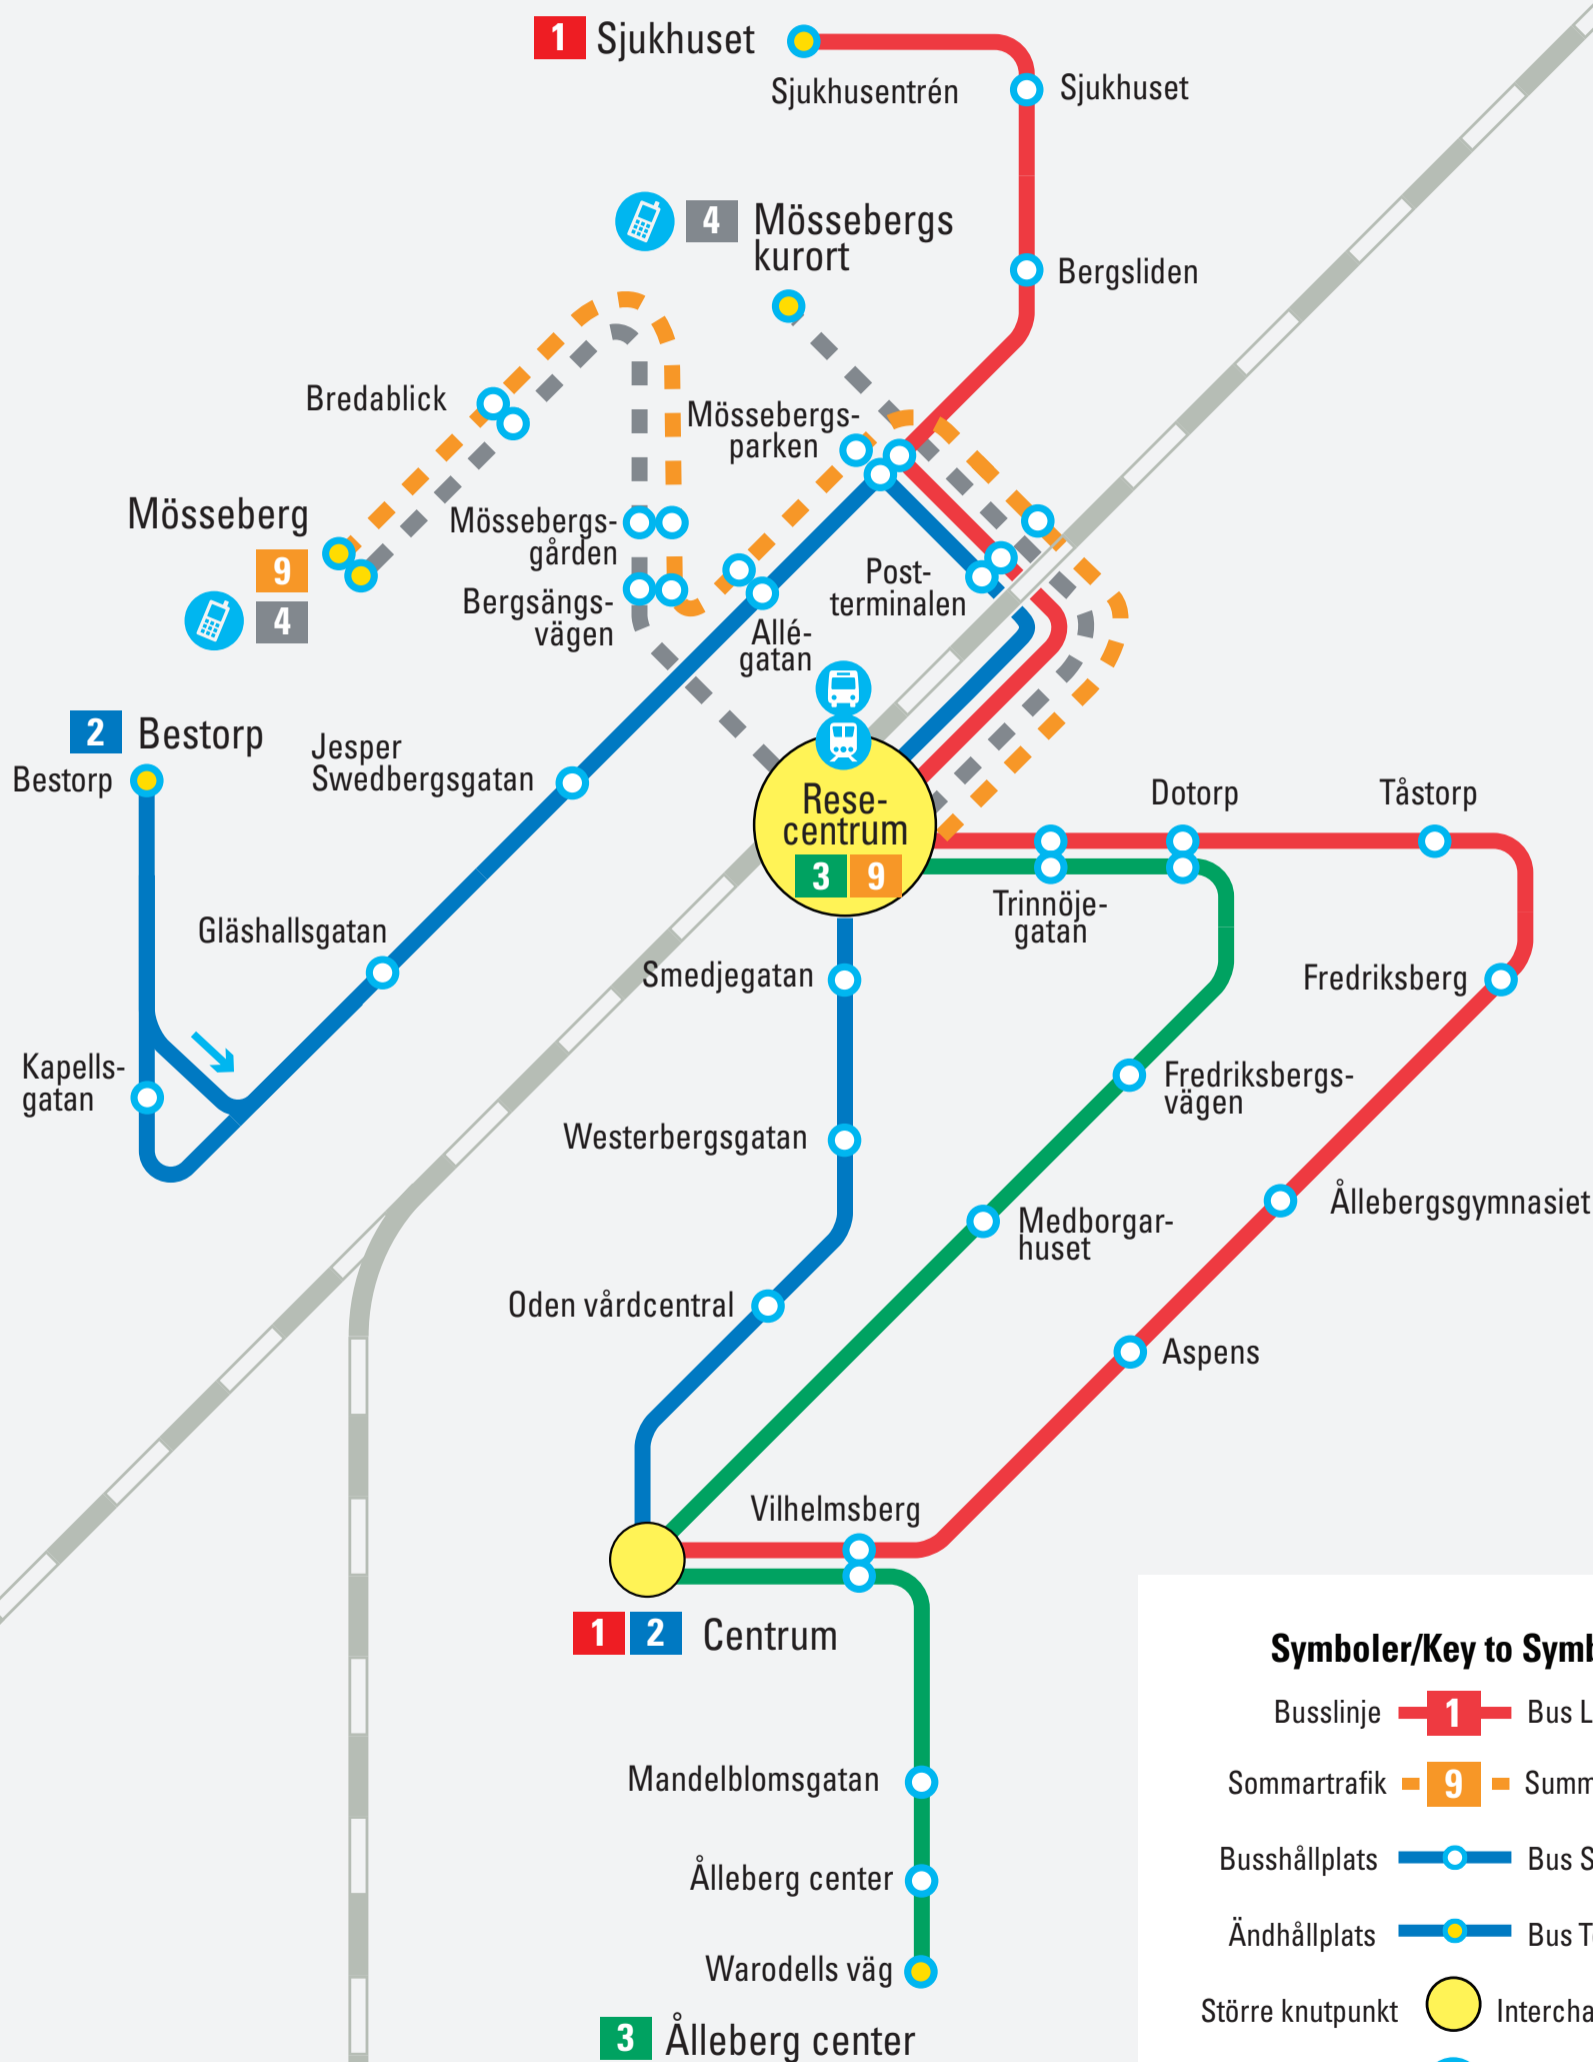 1 Sjukhuset
Sjukhusentrén
Sjukhuset
4 Mössebergs
kurort
Bergsliden
Bredablick
Mössebergs-
parken
Mösseberg
9
4
Mössebergs-
gården
Bergsängs-
vägen
Post-
terminalen
Allé-
gatan
2 Bestorp
Bestorp
Jesper
Swedbergsgatan
Rese-
centrum
3 9
Dotorp
Tåstorp
Trinnöje-
gatan
Gläshallsgatan
Smedjegatan
Fredriksberg
Kapells-
gatan
Fredriksbergs-
vägen
Westerbergsgatan
Ållebergsgymnasiet
Medborgar-
huset
Oden vårdcentral
Aspens
Vilhelmsberg
1 2 Centrum
Mandelblomsgatan
Ålleberg center
Warodells väg
3 Ålleberg center
Symboler/Key to Symb
Busslinje 1 Bus L
Sommartrafik 9 Summ
Busshållplats Bus S
Ändhållplats Bus T
Större knutpunkt Intercha